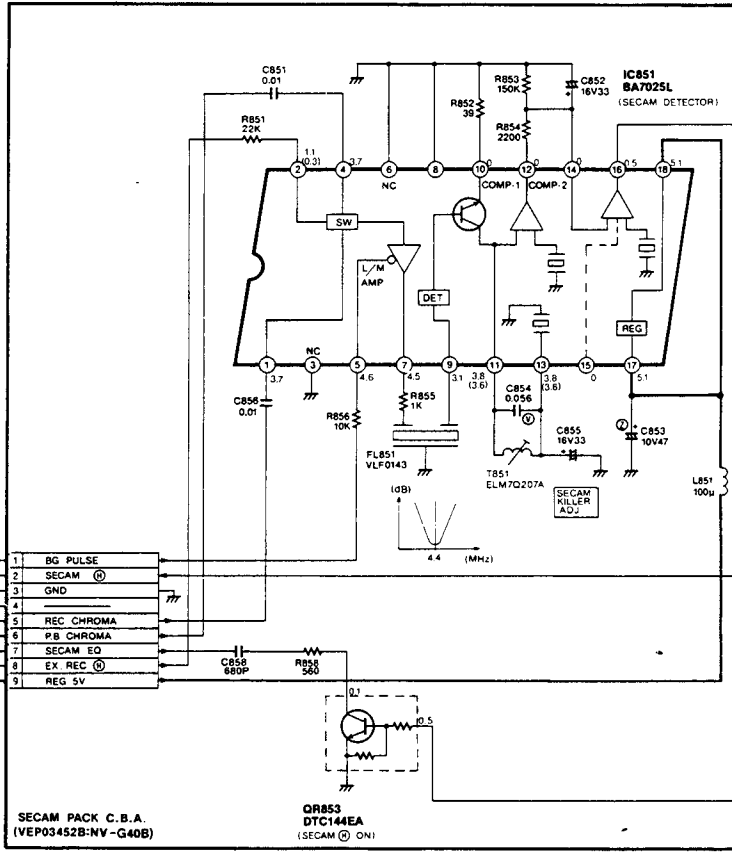 C851
0.01
R851
22K
R852
39
R853
150K
C852
+ 16V33
R854
2200
IC851
BA7025L
(SECAM DETECTOR)
1.1
(0.3)
3.7
0
0
0
0.5
5.1
2
4
6
8
10
12
14
16
18
NC
COMP-1
COMP-2
SW
L/M
AMP
DET
REG
NC
1
3
5
7
9
11
13
15
17
3.7
4.6
4.5
3.1
3.8
(3.6)
3.8
(3.6)
0
5.1
C856
0.01
R856
10K
R855
1K
C854
0.056
V
C855
16V33
+
Z
+
C853
10V47
FL851
VLF0143
T851
ELM7Q207A
SECAM
KILLER
ADJ
L851
100µ
(dB)
4.4
(MHz)
1 BG PULSE
2 SECAM H
3 GND
4
5 REC CHROMA
6 P.B CHROMA
7 SECAM EQ
8 EX. REC H
9 REG 5V
C858
680P
R858
560
0.1
0.5
QR853
DTC144EA
(SECAM H ON)
SECAM PACK C.B.A.
(VEP03452B:NV-G40B)